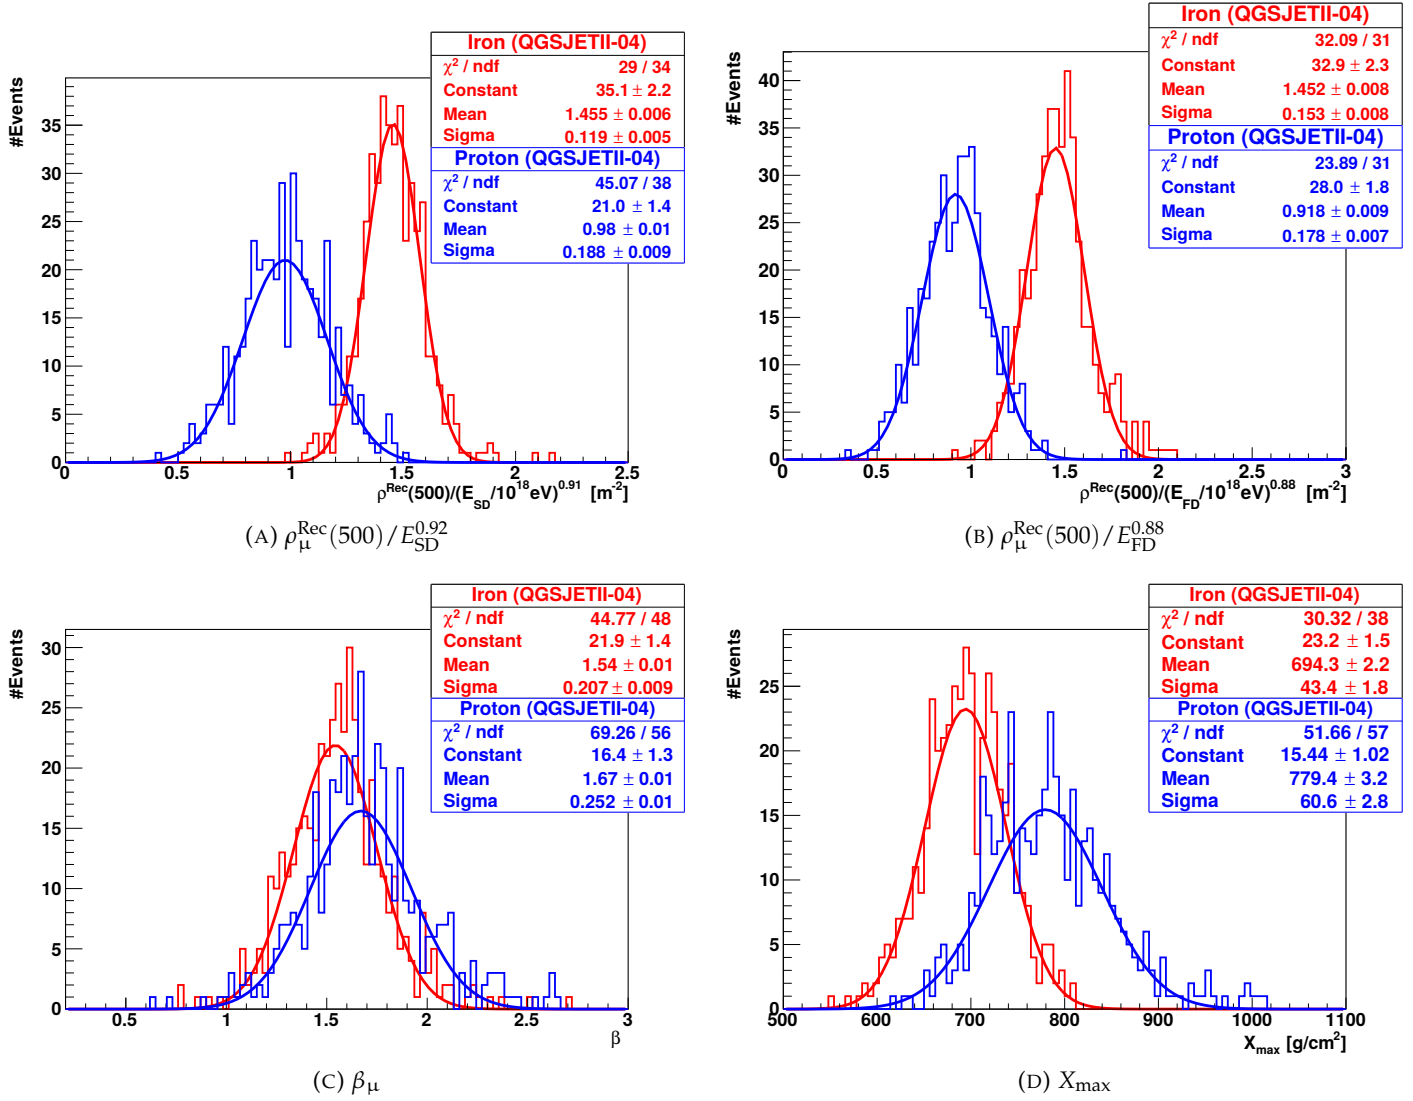 Iron (QGSJETII-04)
χ² / ndf 29 / 34
Constant 35.1 ± 2.2
Mean 1.455 ± 0.006
Sigma 0.119 ± 0.005
Proton (QGSJETII-04)
χ² / ndf 45.07 / 38
Constant 21.0 ± 1.4
Mean 0.98 ± 0.01
Sigma 0.188 ± 0.009
#Events
35
30
25
20
15
10
5
0
0 0.5 1 1.5 2 2.5
ρ^Rec(500)/(E_SD/10^18eV)^0.91 [m^-2]
(A) ρ_μ^Rec(500)/E_SD^0.92
Iron (QGSJETII-04)
χ² / ndf 32.09 / 31
Constant 32.9 ± 2.3
Mean 1.452 ± 0.008
Sigma 0.153 ± 0.008
Proton (QGSJETII-04)
χ² / ndf 23.89 / 31
Constant 28.0 ± 1.8
Mean 0.918 ± 0.009
Sigma 0.178 ± 0.007
#Events
40
35
30
25
20
15
10
5
0
0 0.5 1 1.5 2 2.5 3
ρ^Rec(500)/(E_FD/10^18eV)^0.88 [m^-2]
(B) ρ_μ^Rec(500)/E_FD^0.88
Iron (QGSJETII-04)
χ² / ndf 44.77 / 48
Constant 21.9 ± 1.4
Mean 1.54 ± 0.01
Sigma 0.207 ± 0.009
Proton (QGSJETII-04)
χ² / ndf 69.26 / 56
Constant 16.4 ± 1.3
Mean 1.67 ± 0.01
Sigma 0.252 ± 0.01
#Events
30
25
20
15
10
5
0
0.5 1 1.5 2 2.5 3
β
(C) β_μ
Iron (QGSJETII-04)
χ² / ndf 30.32 / 38
Constant 23.2 ± 1.5
Mean 694.3 ± 2.2
Sigma 43.4 ± 1.8
Proton (QGSJETII-04)
χ² / ndf 51.66 / 57
Constant 15.44 ± 1.02
Mean 779.4 ± 3.2
Sigma 60.6 ± 2.8
#Events
25
20
15
10
5
0
500 600 700 800 900 1000 1100
X_max [g/cm²]
(D) X_max